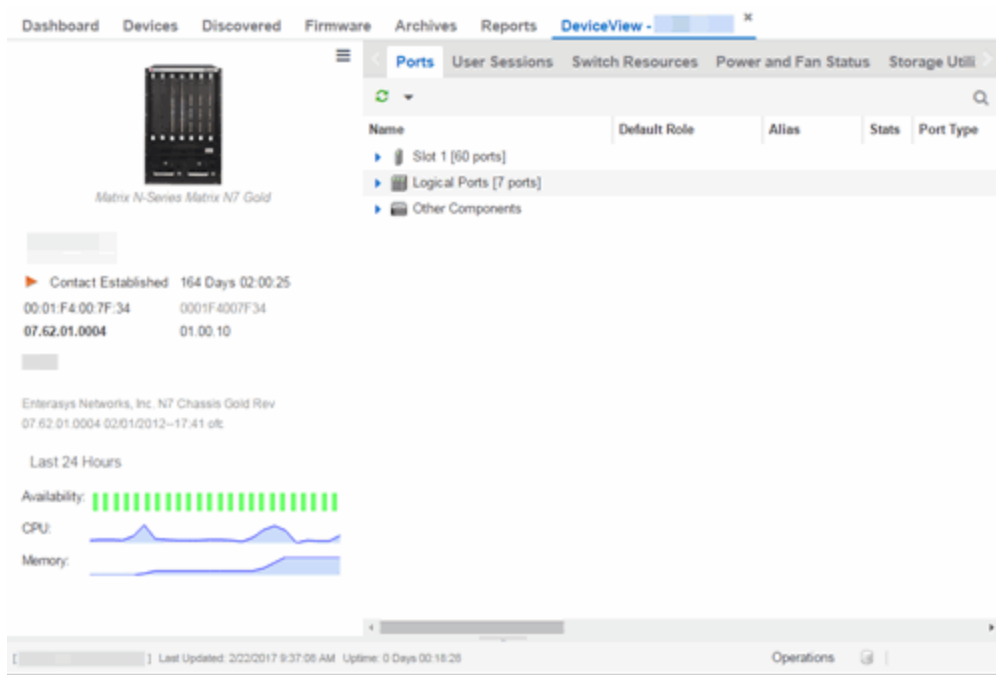 Dashboard Devices Discovered Firmware Archives Reports DeviceView -
Ports User Sessions Switch Resources Power and Fan Status Storage Utili
Name Default Role Alias Stats Port Type
Slot 1 [60 ports]
Logical Ports [7 ports]
Other Components
Matrix N-Series Matrix N7 Gold
Contact Established 164 Days 02:00:25
00:01:F4:00:7F:34 0001F4007F34
07.62.01.0004 01.00.10
Enterasys Networks, Inc. N7 Chassis Gold Rev
07.62.01.0004 02/01/2012--17:41 ofc
Last 24 Hours
Availability:
CPU:
Memory:
[ ] Last Updated: 2/22/2017 9:37:08 AM Uptime: 0 Days 00:18:28 Operations